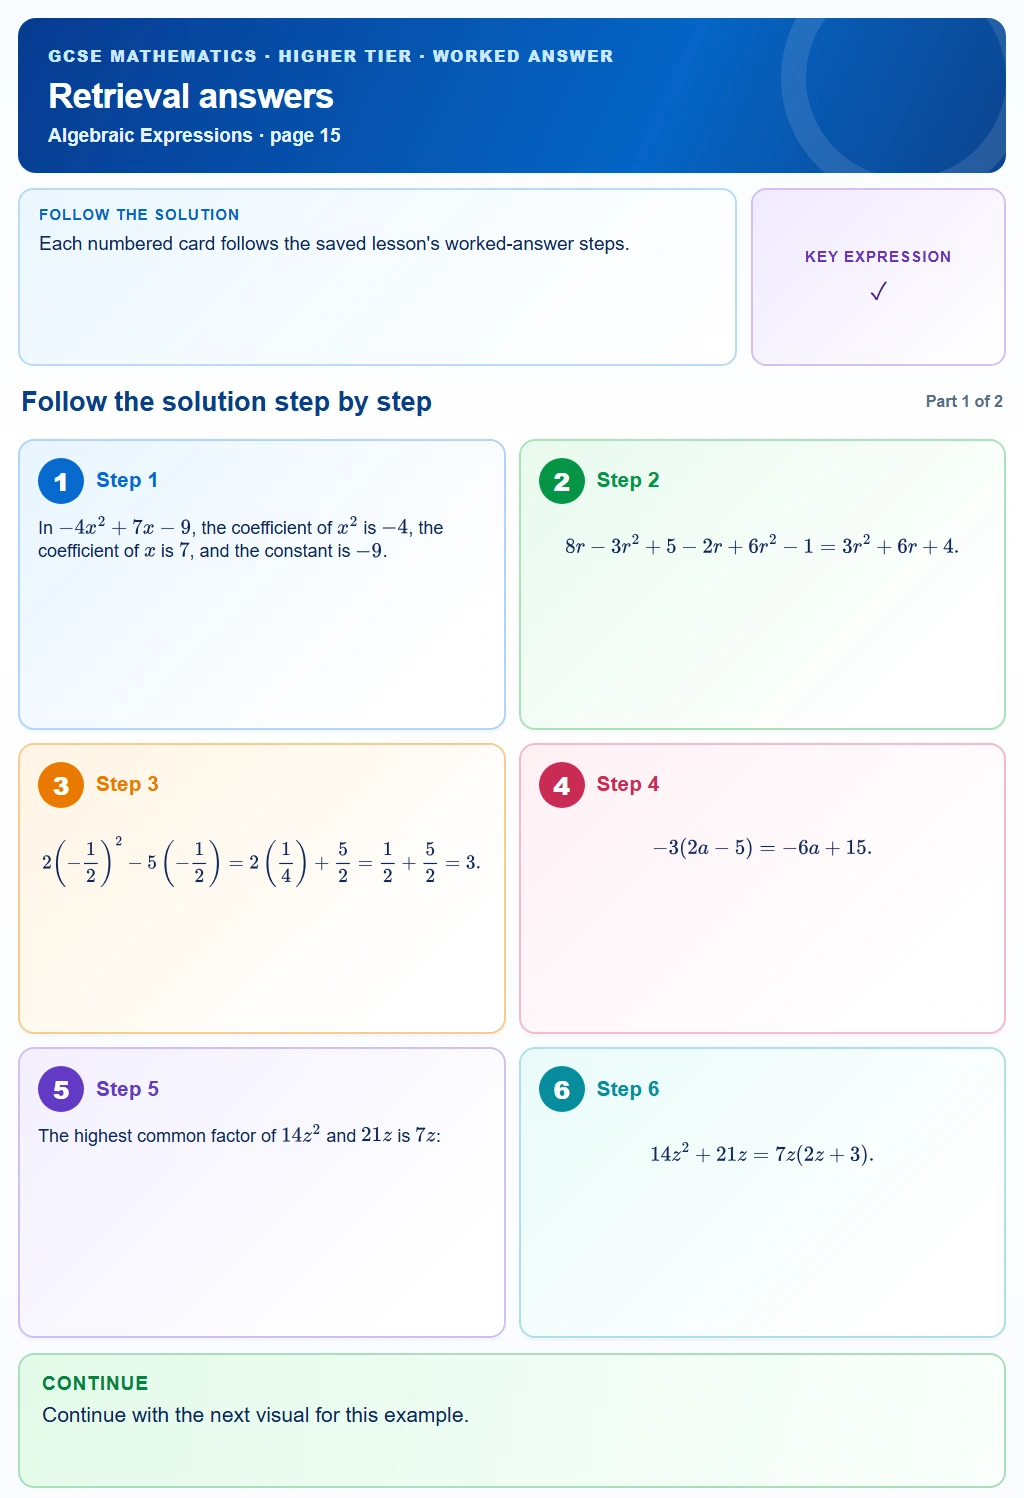 GCSE MATHEMATICS · HIGHER TIER · WORKED ANSWER
Retrieval answers
Algebraic Expressions · page 15
FOLLOW THE SOLUTION
Each numbered card follows the saved lesson's worked-answer steps.
KEY EXPRESSION
✓
Follow the solution step by step
Part 1 of 2
1 Step 1
In −4x² + 7x − 9, the coefficient of x² is −4, the
coefficient of x is 7, and the constant is −9.
2 Step 2
8r − 3r² + 5 − 2r + 6r² − 1 = 3r² + 6r + 4.
3 Step 3
2(−1/2)² − 5(−1/2) = 2(1/4) + 5/2 = 1/2 + 5/2 = 3.
4 Step 4
−3(2a − 5) = −6a + 15.
5 Step 5
The highest common factor of 14z² and 21z is 7z:
6 Step 6
14z² + 21z = 7z(2z + 3).
CONTINUE
Continue with the next visual for this example.